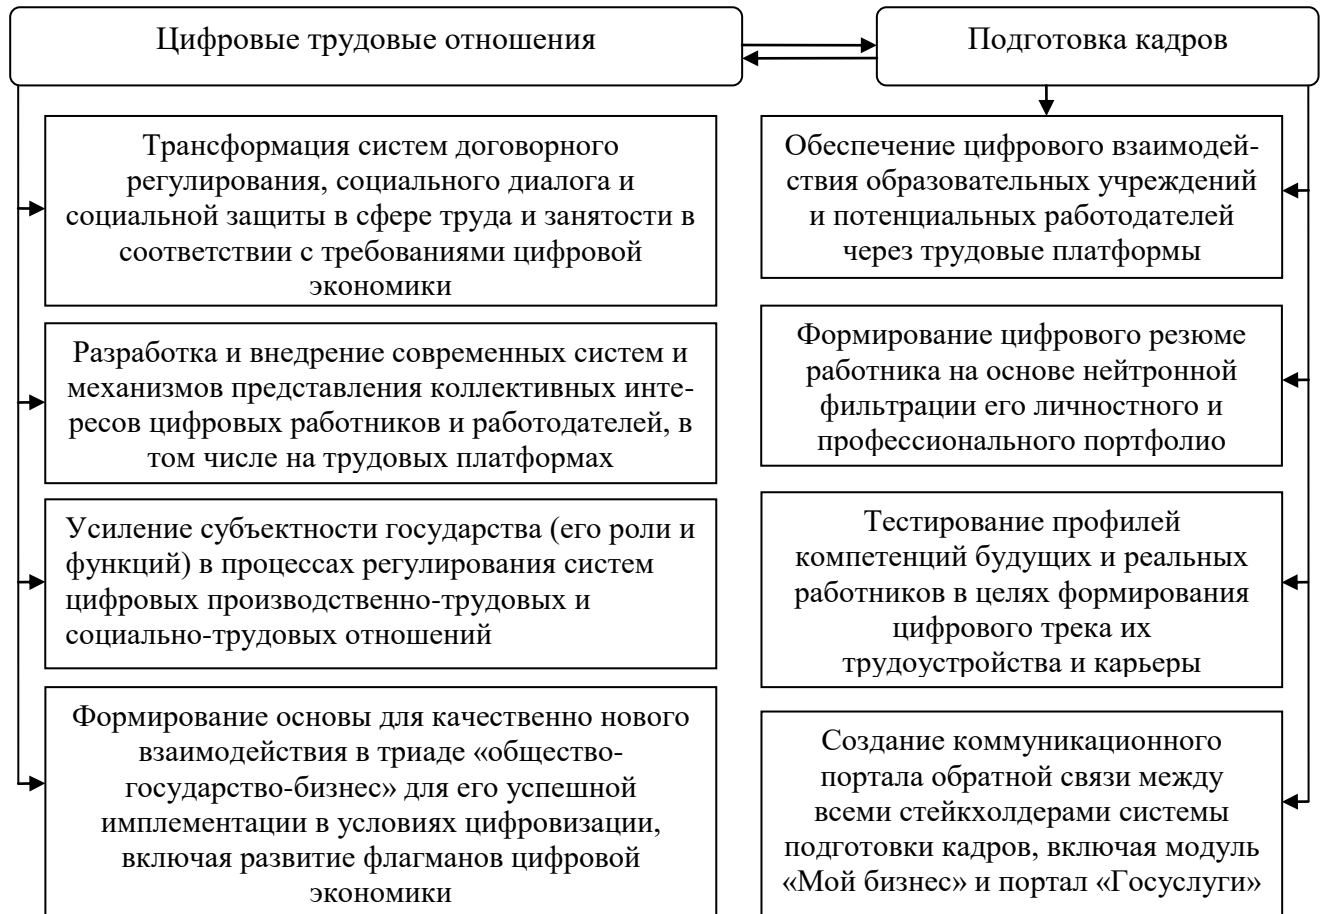 Цифровые трудовые отношения
Подготовка кадров
Трансформация систем договорного
регулирования, социального диалога и
социальной защиты в сфере труда и занятости в
соответствии с требованиями цифровой
экономики
Разработка и внедрение современных систем и
механизмов представления коллективных инте-
ресов цифровых работников и работодателей, в
том числе на трудовых платформах
Усиление субъектности государства (его роли и
функций) в процессах регулирования систем
цифровых производственно-трудовых и
социально-трудовых отношений
Формирование основы для качественно нового
взаимодействия в триаде «общество-
государство-бизнес» для его успешной
имплементации в условиях цифровизации,
включая развитие флагманов цифровой
экономики
Обеспечение цифрового взаимодей-
ствия образовательных учреждений
и потенциальных работодателей
через трудовые платформы
Формирование цифрового резюме
работника на основе нейтронной
фильтрации его личностного и
профессионального портфолио
Тестирование профилей
компетенций будущих и реальных
работников в целях формирования
цифрового трека их
трудоустройства и карьеры
Создание коммуникационного
портала обратной связи между
всеми стейкхолдерами системы
подготовки кадров, включая модуль
«Мой бизнес» и портал «Госуслуги»